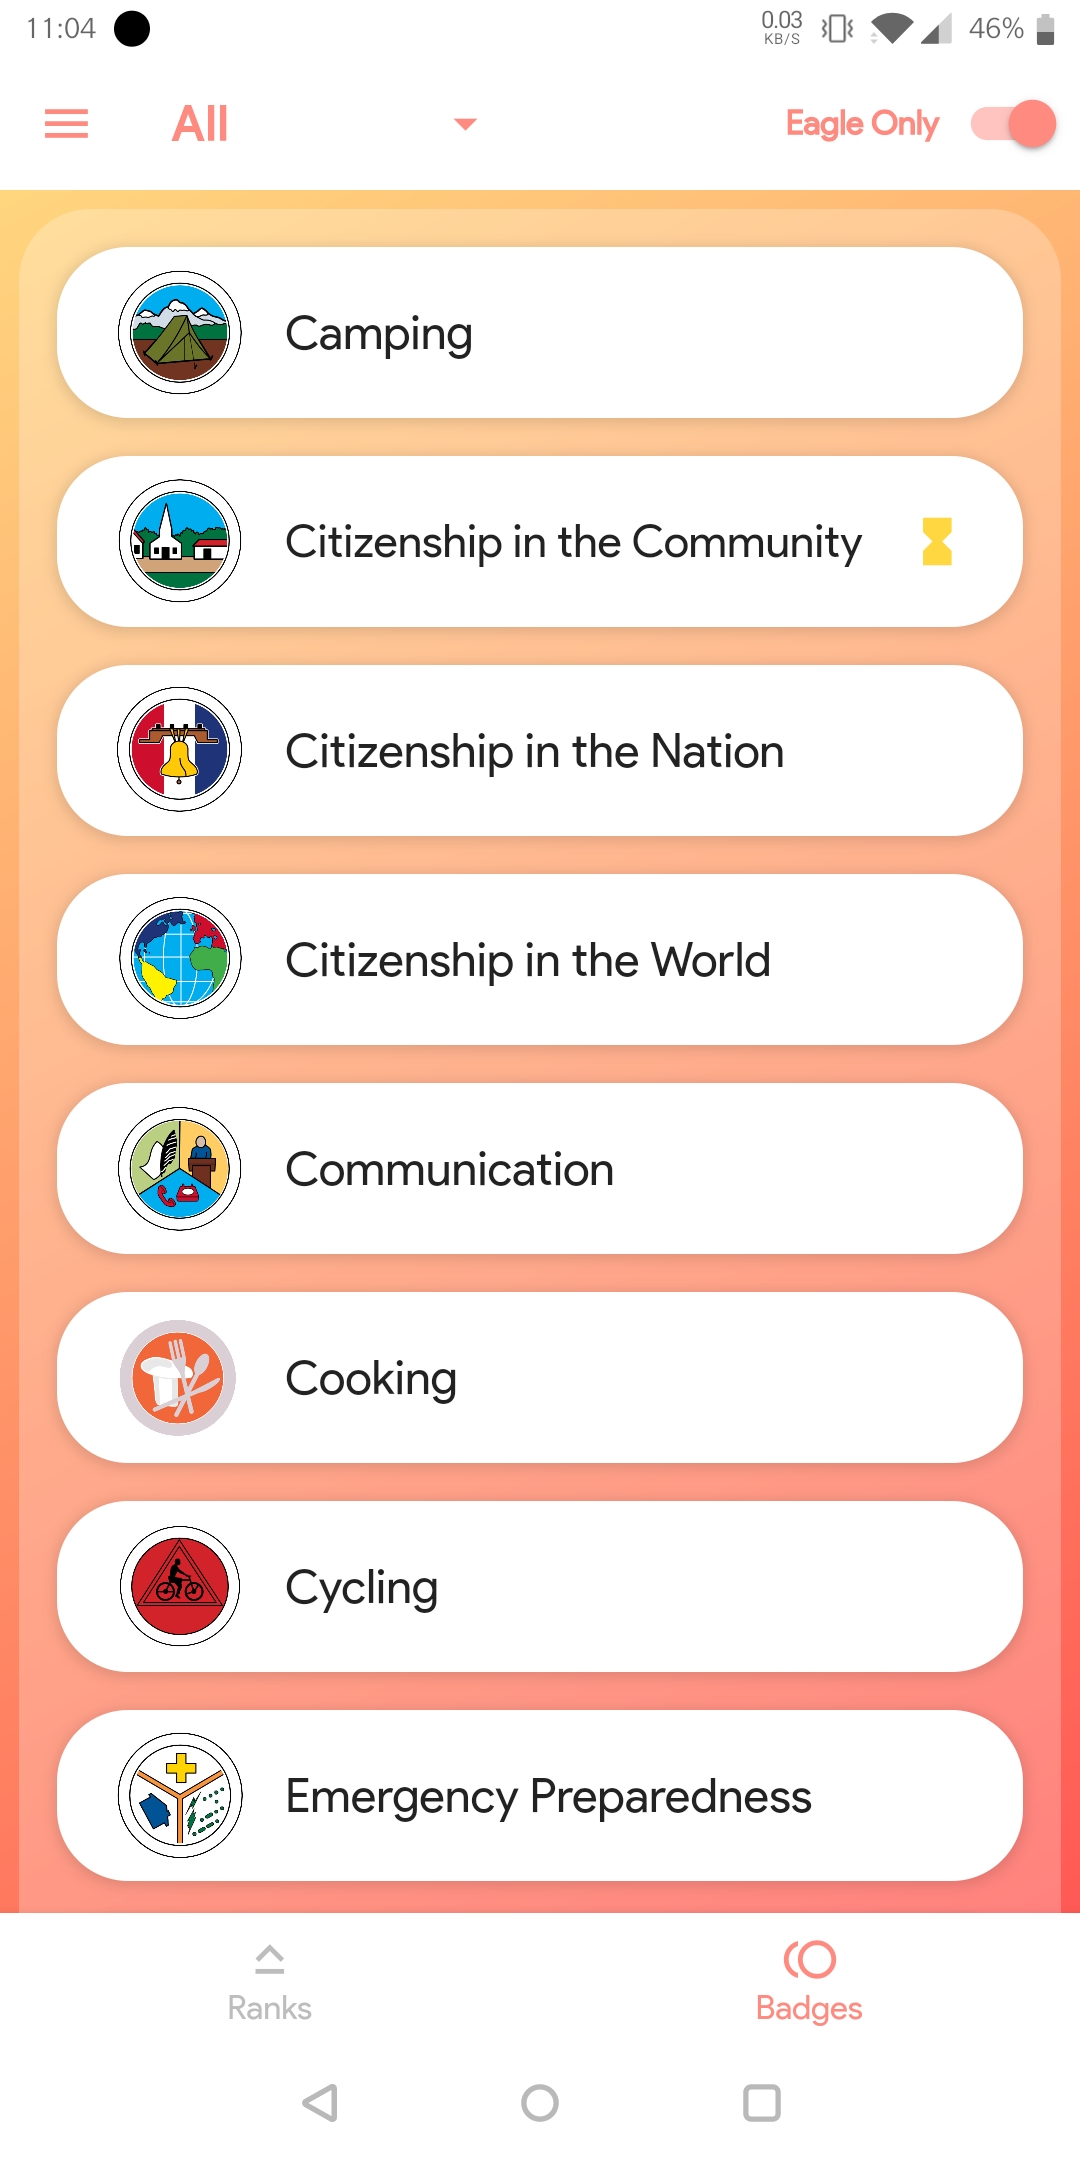 11:04
0.03
KB/S
46%
All
Eagle Only
Camping
Citizenship in the Community
Citizenship in the Nation
Citizenship in the World
Communication
Cooking
Cycling
Emergency Preparedness
Ranks
Badges